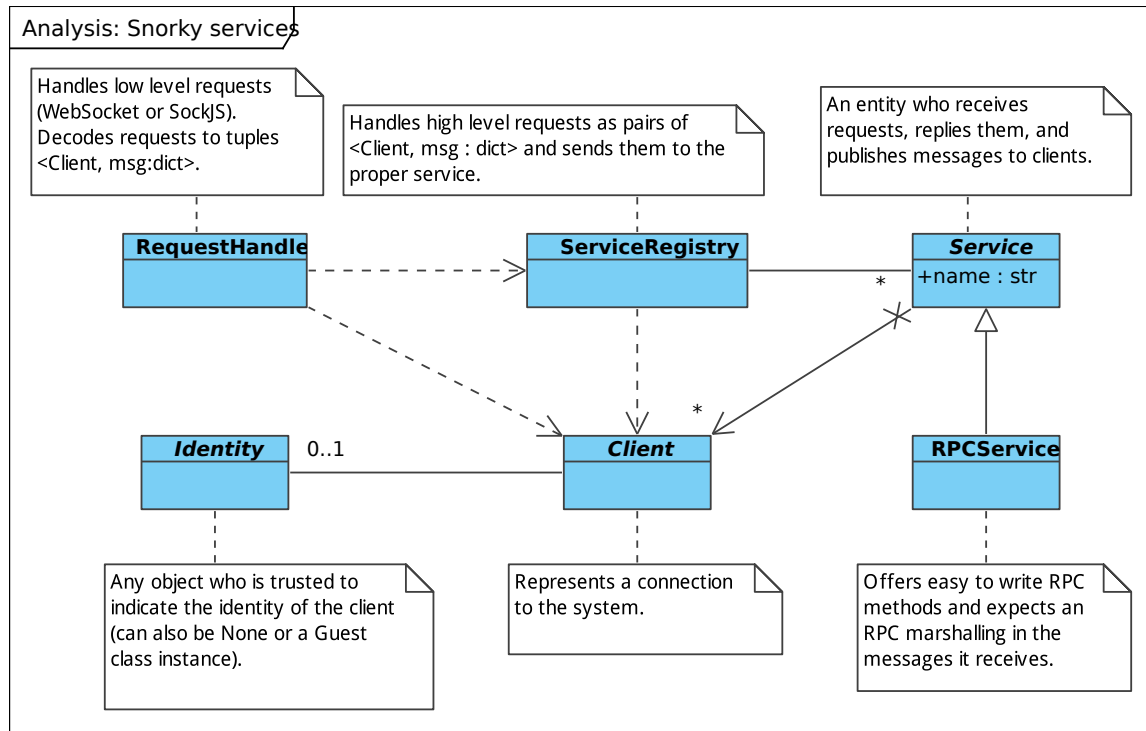 Analysis: Snorky services
Handles low level requests
(WebSocket or SockJS).
Decodes requests to tuples
<Client, msg:dict>.
Handles high level requests as pairs of
<Client, msg : dict> and sends them to the
proper service.
An entity who receives
requests, replies them, and
publishes messages to clients.
RequestHandle
ServiceRegistry
Service
+name : str
*
*
Identity
0..1
Client
RPCService
Any object who is trusted to
indicate the identity of the client
(can also be None or a Guest
class instance).
Represents a connection
to the system.
Offers easy to write RPC
methods and expects an
RPC marshalling in the
messages it receives.